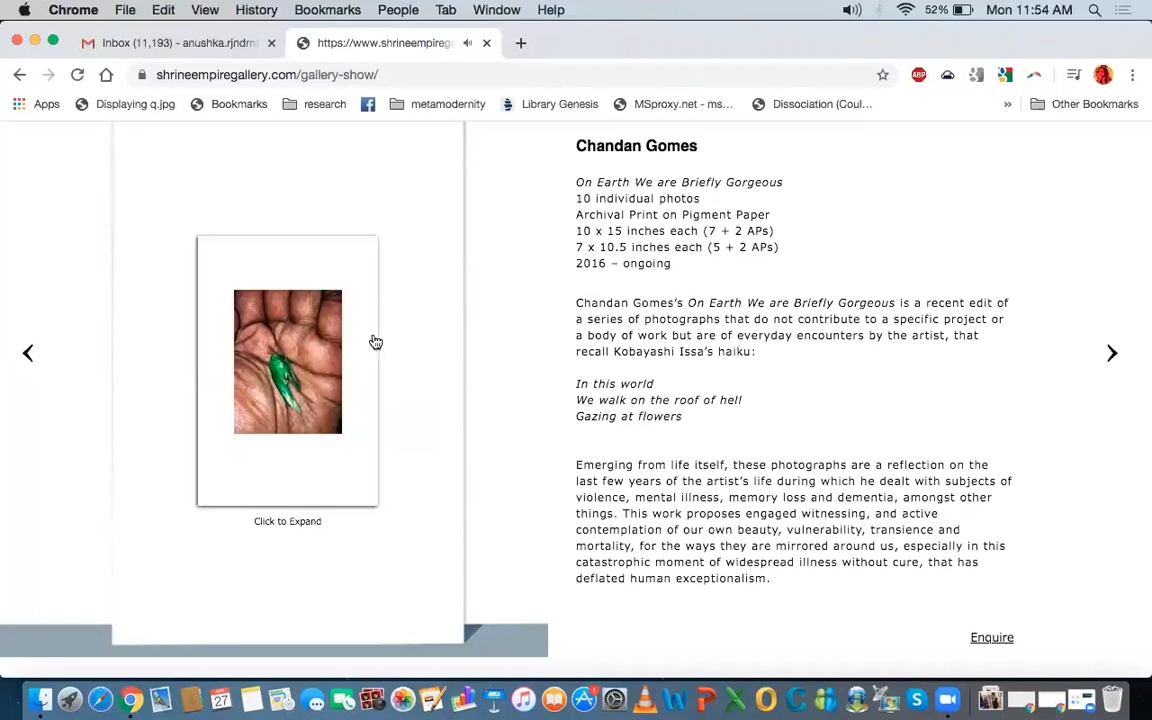 Chrome File Edit View History Bookmarks People Tab Window Help 52% Mon 11:54 AM
Inbox (11,193) - anushka.rjndrn × https://www.shrineempirega × +
shrineempiregallery.com/gallery-show/ ABP
Apps Displaying q.jpg Bookmarks research metamodernity Library Genesis MSproxy.net - ms... Dissociation (Coul... » Other Bookmarks
Chandan Gomes
On Earth We are Briefly Gorgeous
10 individual photos
Archival Print on Pigment Paper
10 x 15 inches each (7 + 2 APs)
7 x 10.5 inches each (5 + 2 APs)
2016 – ongoing
Chandan Gomes's On Earth We are Briefly Gorgeous is a recent edit of
a series of photographs that do not contribute to a specific project or
a body of work but are of everyday encounters by the artist, that
recall Kobayashi Issa's haiku:
In this world
We walk on the roof of hell
Gazing at flowers
Emerging from life itself, these photographs are a reflection on the
last few years of the artist's life during which he dealt with subjects of
violence, mental illness, memory loss and dementia, amongst other
things. This work proposes engaged witnessing, and active
contemplation of our own beauty, vulnerability, transience and
mortality, for the ways they are mirrored around us, especially in this
catastrophic moment of widespread illness without cure, that has
deflated human exceptionalism.
Click to Expand
Enquire